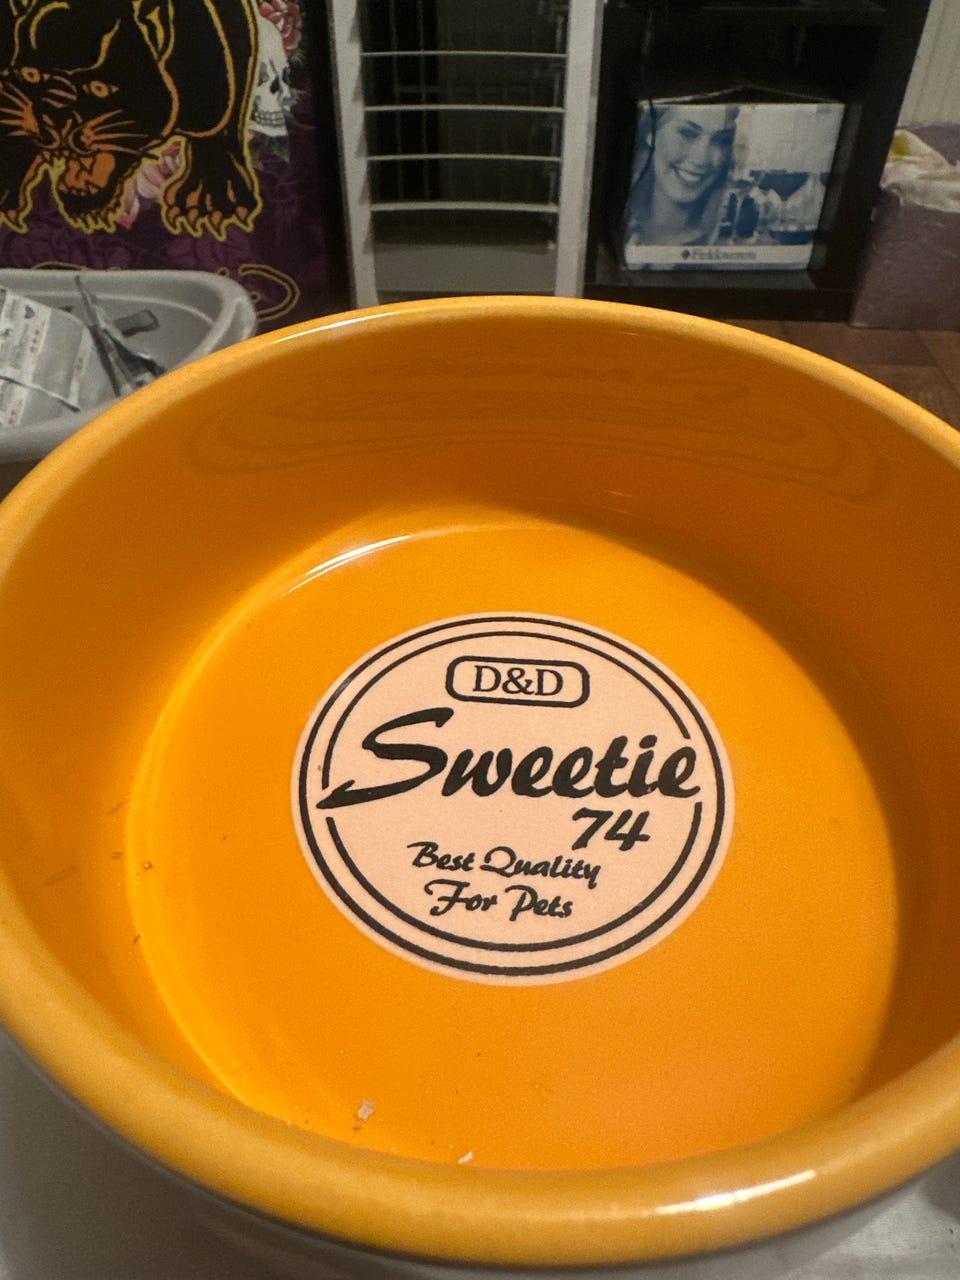 D&D
Sweetie
74
Best Quality
For Pets